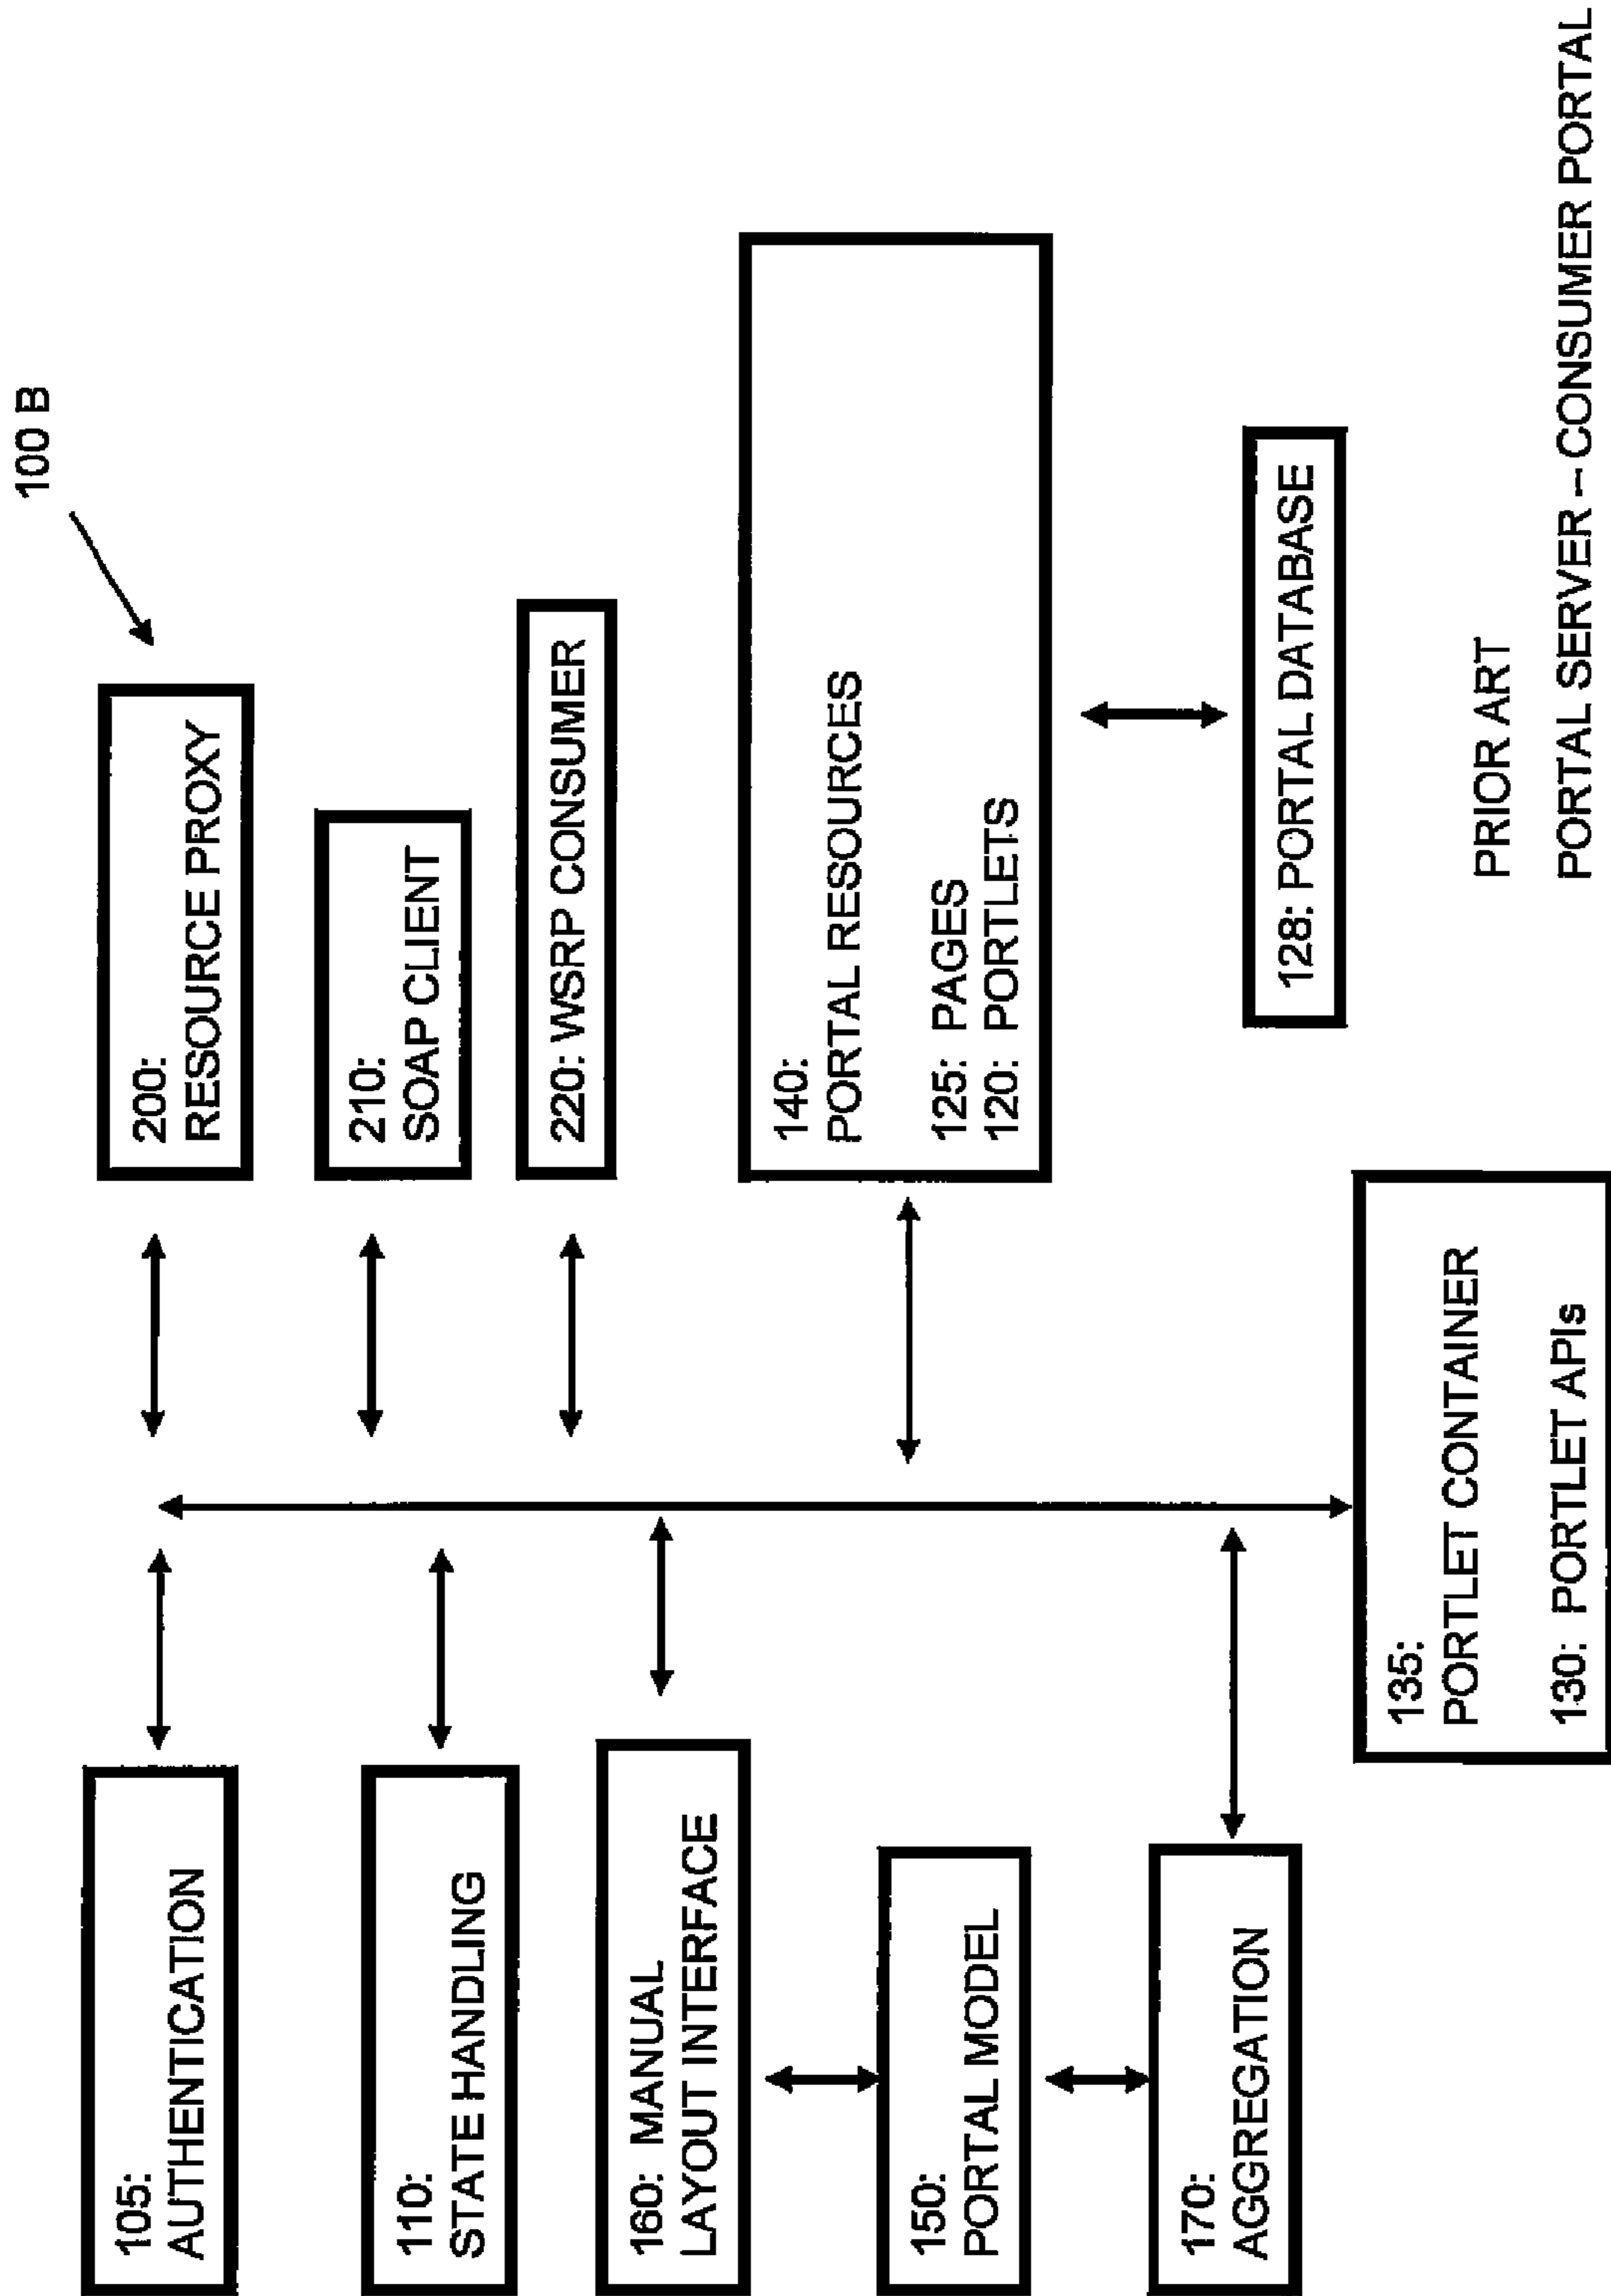 100 B
105:
AUTHENTICATION
110:
STATE HANDLING
160: MANUAL
LAYOUT INTERFACE
150:
PORTAL MODEL
170:
AGGREGATION
200:
RESOURCE PROXY
210:
SOAP CLIENT
220: WSRP CONSUMER
140:
PORTAL RESOURCES
125: PAGES
120: PORTLETS
128: PORTAL DATABASE
135:
PORTLET CONTAINER
130: PORTLET APIs
PRIOR ART
PORTAL SERVER -- CONSUMER PORTAL